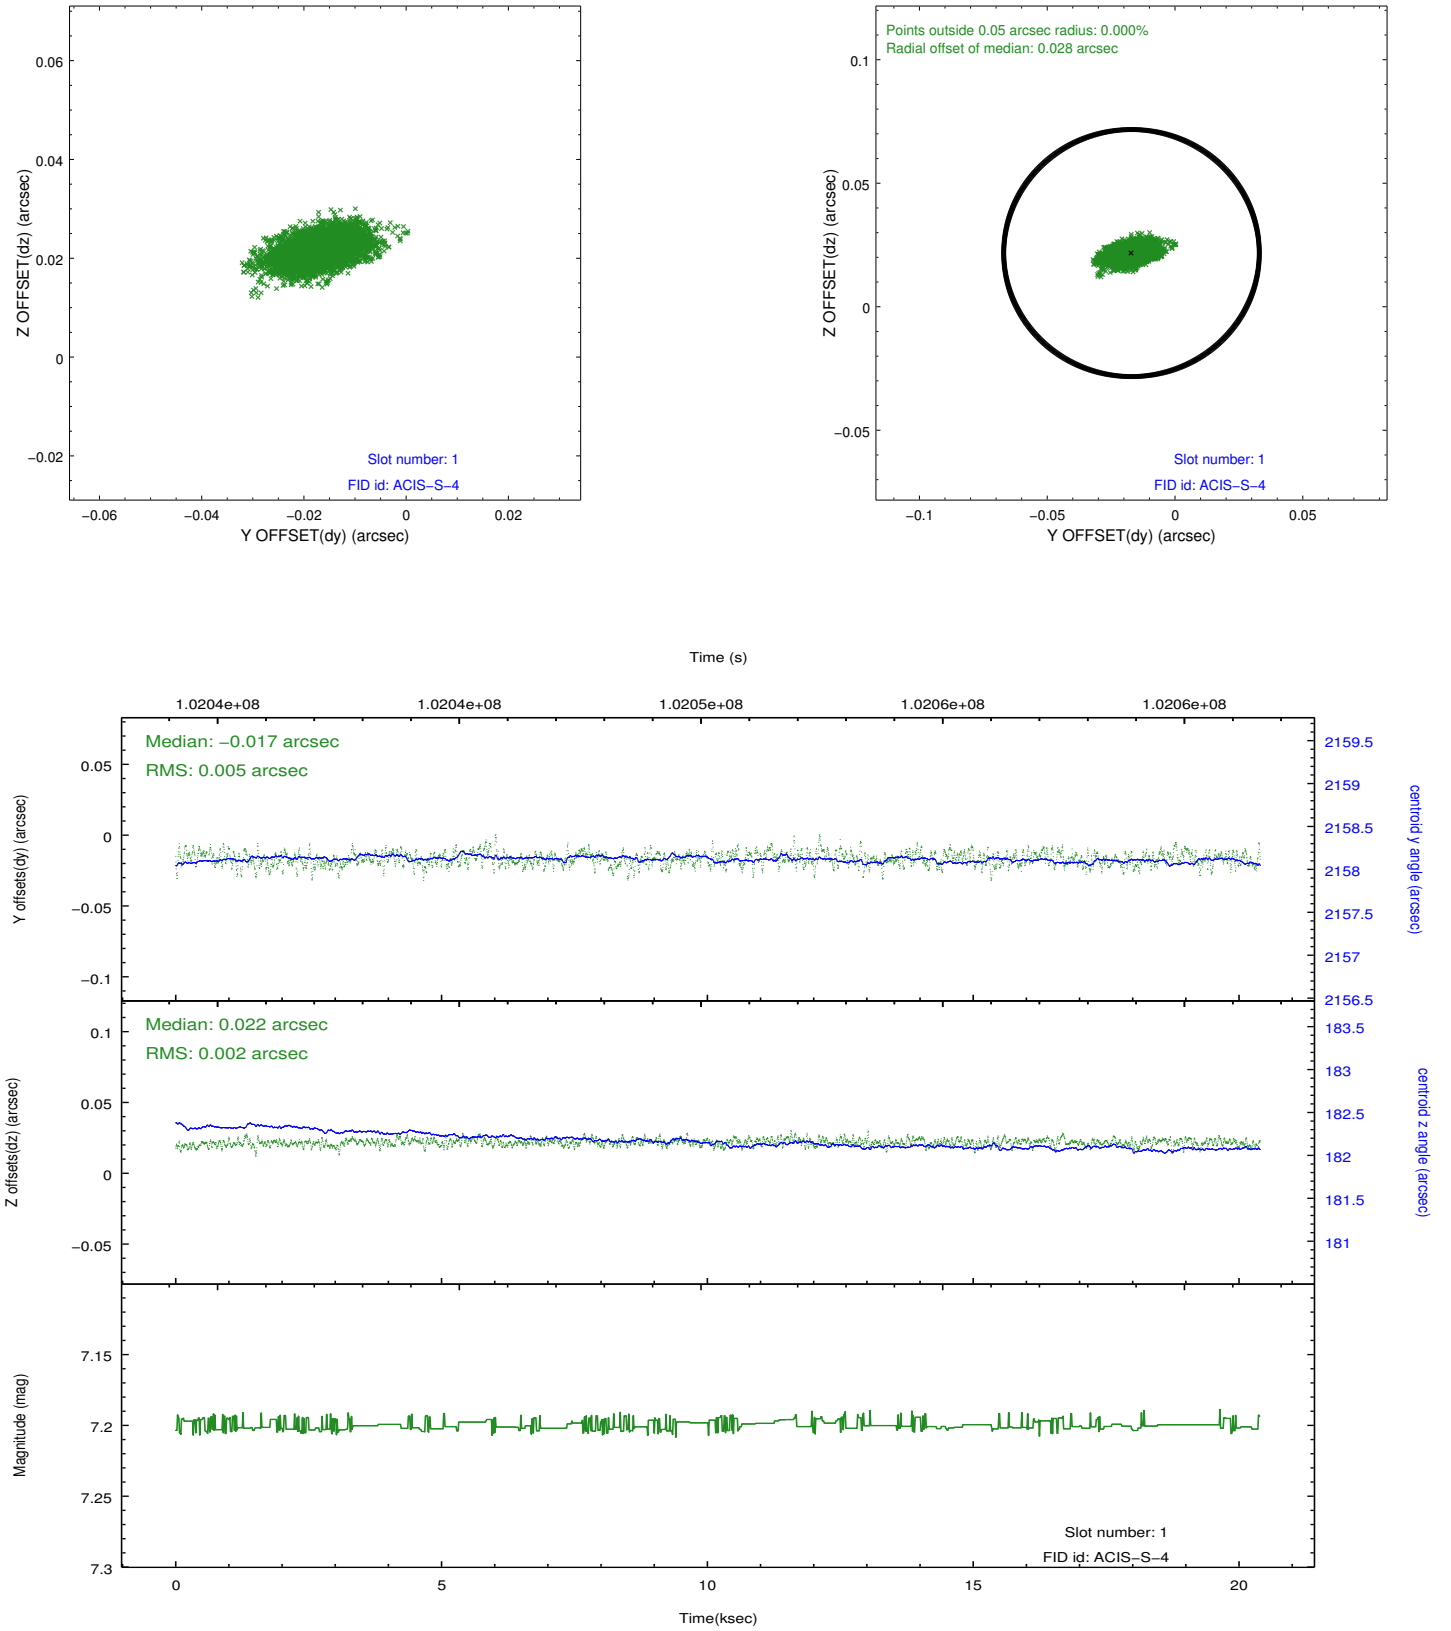 0.06
0.04
0.02
0
−0.02
Z OFFSET(dz) (arcsec)
Slot number: 1
FID id: ACIS−S−4
−0.06 −0.04 −0.02 0 0.02
Y OFFSET(dy) (arcsec)
Points outside 0.05 arcsec radius: 0.000%
Radial offset of median: 0.028 arcsec
0.1
0.05
0
−0.05
Z OFFSET(dz) (arcsec)
Slot number: 1
FID id: ACIS−S−4
−0.1 −0.05 0 0.05
Y OFFSET(dy) (arcsec)
Time (s)
1.0204e+08 1.0204e+08 1.0205e+08 1.0206e+08 1.0206e+08
Median: −0.017 arcsec
RMS: 0.005 arcsec
0.05
0
−0.05
−0.1
Y offsets(dy) (arcsec)
2159.5
2159
2158.5
2158
2157.5
2157
2156.5
centroid y angle (arcsec)
Median: 0.022 arcsec
RMS: 0.002 arcsec
0.1
0.05
0
−0.05
Z offsets(dz) (arcsec)
183.5
183
182.5
182
181.5
181
centroid z angle (arcsec)
7.15
7.2
7.25
7.3
Magnitude (mag)
Slot number: 1
FID id: ACIS−S−4
0 5 10 15 20
Time(ksec)